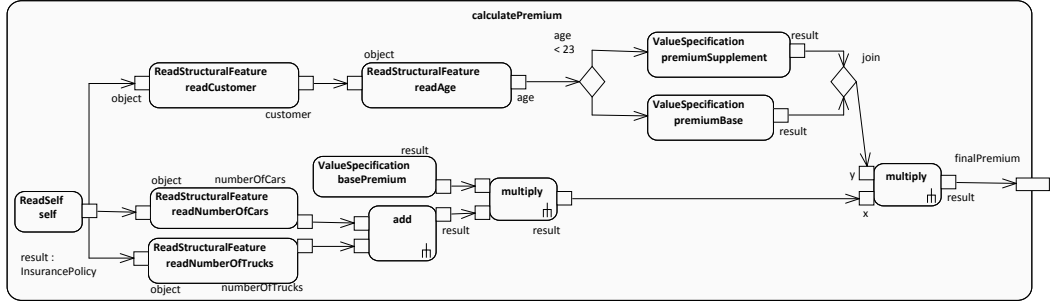 calculatePremium
age
< 23
result
ValueSpecification
premiumSupplement
join
object
ReadStructuralFeature
readCustomer
ReadStructuralFeature
readAge
object
customer
age
ValueSpecification
premiumBase
result
result
ValueSpecification
basePremium
finalPremium
y
multiply
result
x
ReadSelf
self
object
numberOfCars
ReadStructuralFeature
readNumberOfCars
add
result
multiply
result
ReadStructuralFeature
readNumberOfTrucks
object
numberOfTrucks
result :
InsurancePolicy